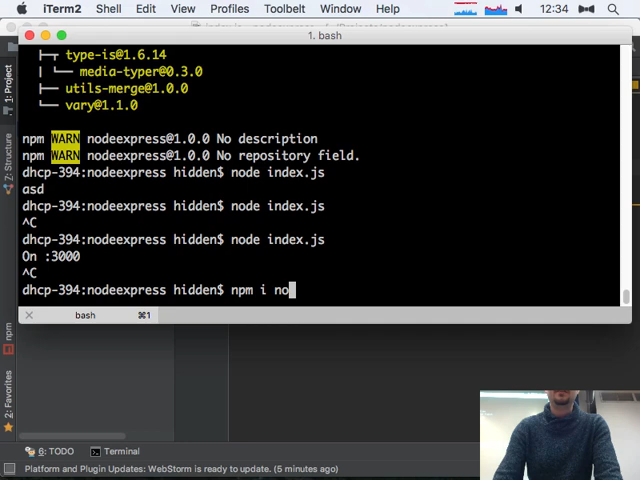 iTerm2 Shell Edit View Profiles Toolbelt Window Help 12:34
1. bash
type-is@1.6.14
media-typer@0.3.0
utils-merge@1.0.0
vary@1.1.0
npm WARN nodeexpress@1.0.0 No description
npm WARN nodeexpress@1.0.0 No repository field.
dhcp-394:nodeexpress hidden$ node index.js
asd
dhcp-394:nodeexpress hidden$ node index.js
^C
dhcp-394:nodeexpress hidden$ node index.js
On :3000
^C
dhcp-394:nodeexpress hidden$ npm i no
bash ⌘1
1: Project
7: Structure
npm
2: Favorites
6: TODO Terminal
Platform and Plugin Updates: WebStorm is ready to update. (5 minutes ago)